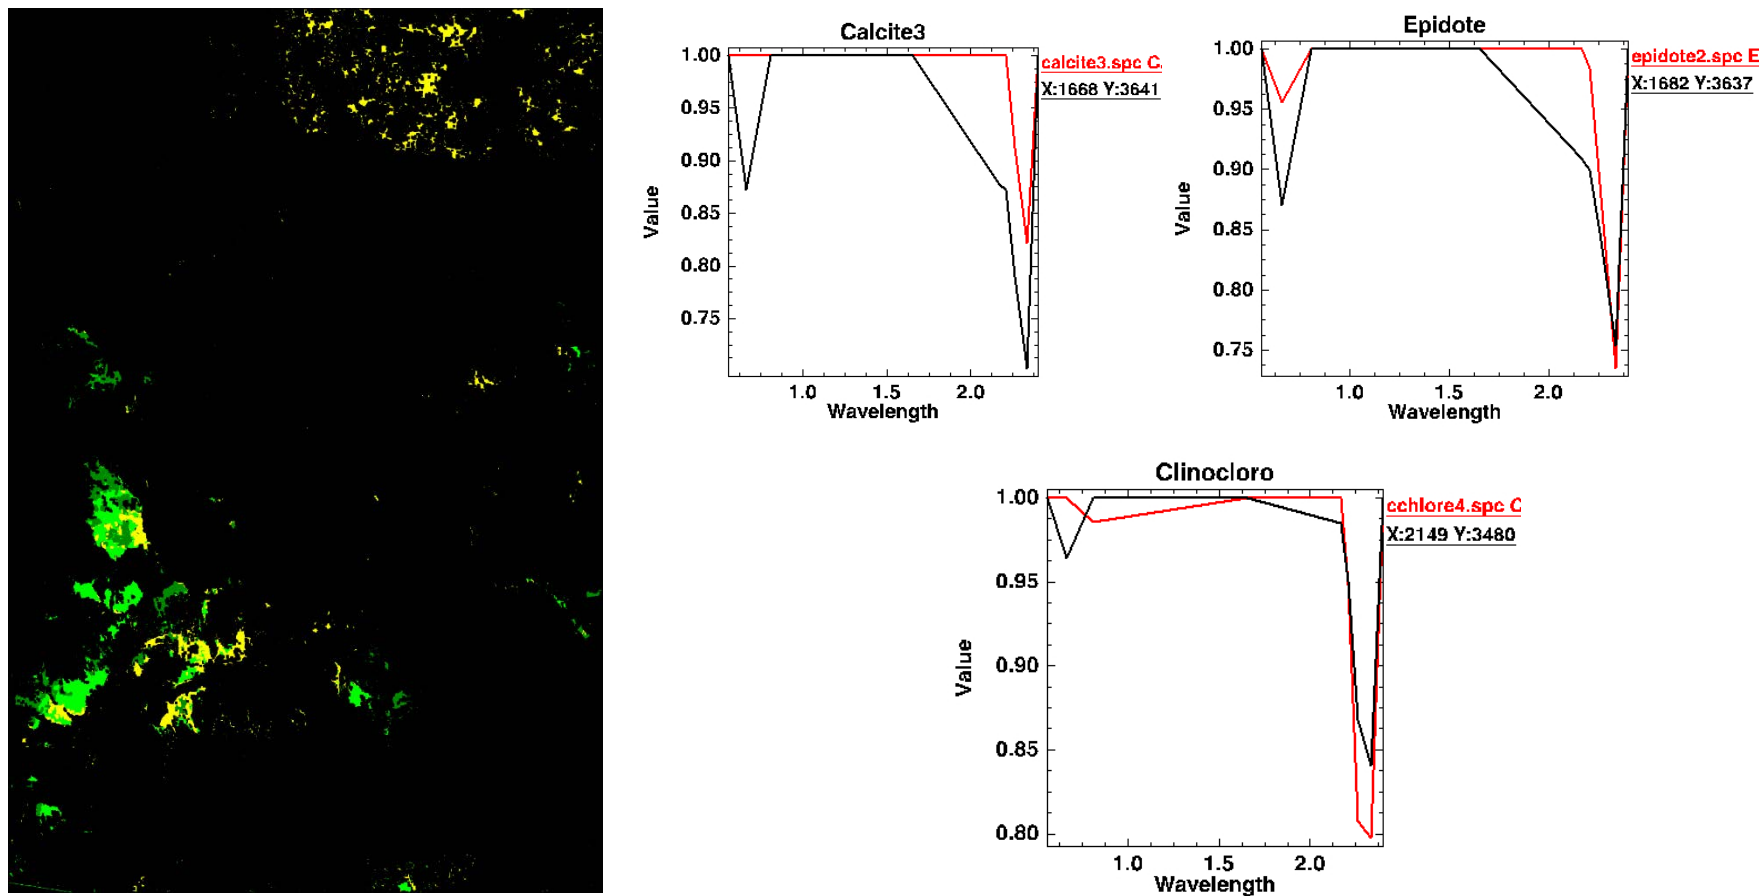 Calcite3
1.00
0.95
0.90
0.85
0.80
0.75
Value
1.0
1.5
2.0
Wavelength
calcite3.spc C
X:1668 Y:3641
Epidote
1.00
0.95
0.90
0.85
0.80
0.75
Value
1.0
1.5
2.0
Wavelength
epidote2.spc E
X:1682 Y:3637
Clinocloro
1.00
0.95
0.90
0.85
0.80
Value
1.0
1.5
2.0
Wavelength
cchlore4.spc C
X:2149 Y:3480